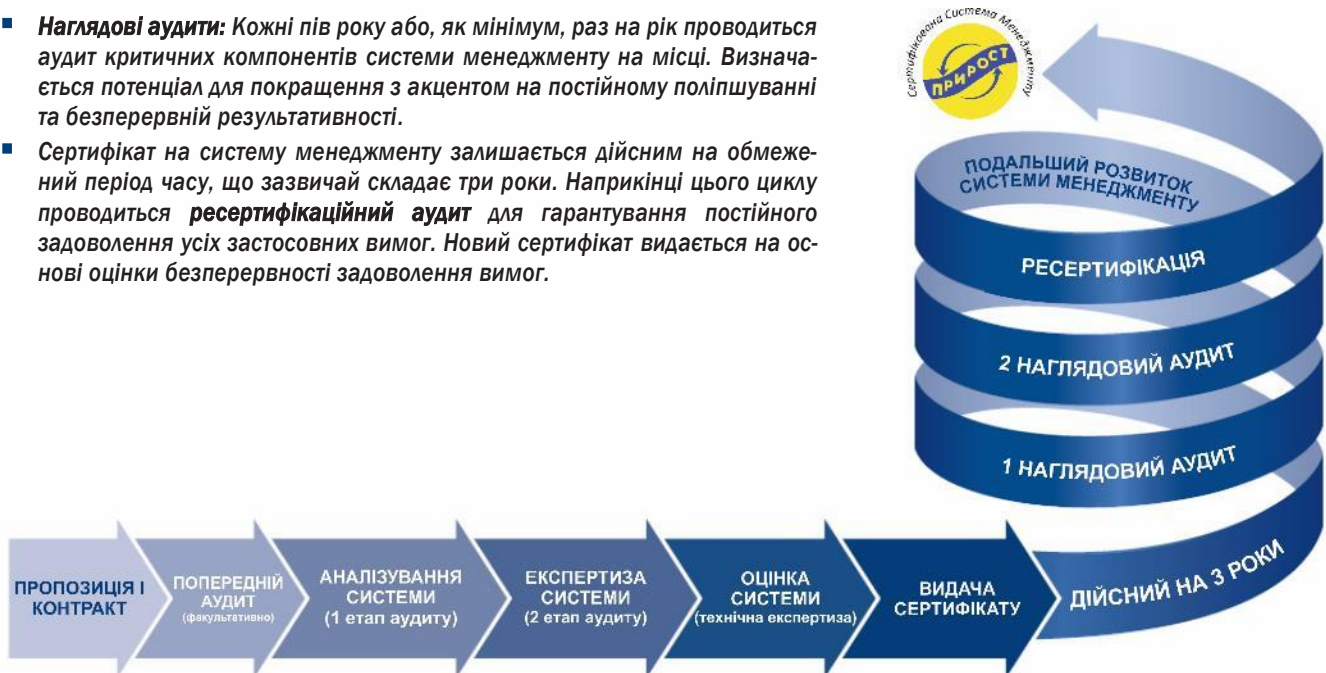 Наглядові аудити: Кожні пів року або, як мінімум, раз на рік проводиться
аудит критичних компонентів системи менеджменту на місці. Визнача-
ється потенціал для покращення з акцентом на постійному поліпшуванні
та безперервній результативності.
Сертифікат на систему менеджменту залишається дійсним на обмеже-
ний період часу, що зазвичай складає три роки. Наприкінці цього циклу
проводиться ресертифікаційний аудит для гарантування постійного
задоволення усіх застосовних вимог. Новий сертифікат видається на ос-
нові оцінки безперервності задоволення вимог.
Сертифікована Система Менеджменту
ПРИРОСТ
ПОДАЛЬШИЙ РОЗВИТОК
СИСТЕМИ МЕНЕДЖМЕНТУ
РЕСЕРТИФІКАЦІЯ
2 НАГЛЯДОВИЙ АУДИТ
1 НАГЛЯДОВИЙ АУДИТ
ДІЙСНИЙ НА 3 РОКИ
ПРОПОЗИЦІЯ І
КОНТРАКТ
ПОПЕРЕДНІЙ
АУДИТ
(факультативно)
АНАЛІЗУВАННЯ
СИСТЕМИ
(1 етап аудиту)
ЕКСПЕРТИЗА
СИСТЕМИ
(2 етап аудиту)
ОЦІНКА
СИСТЕМИ
(технічна експертиза)
ВИДАЧА
СЕРТИФІКАТУ